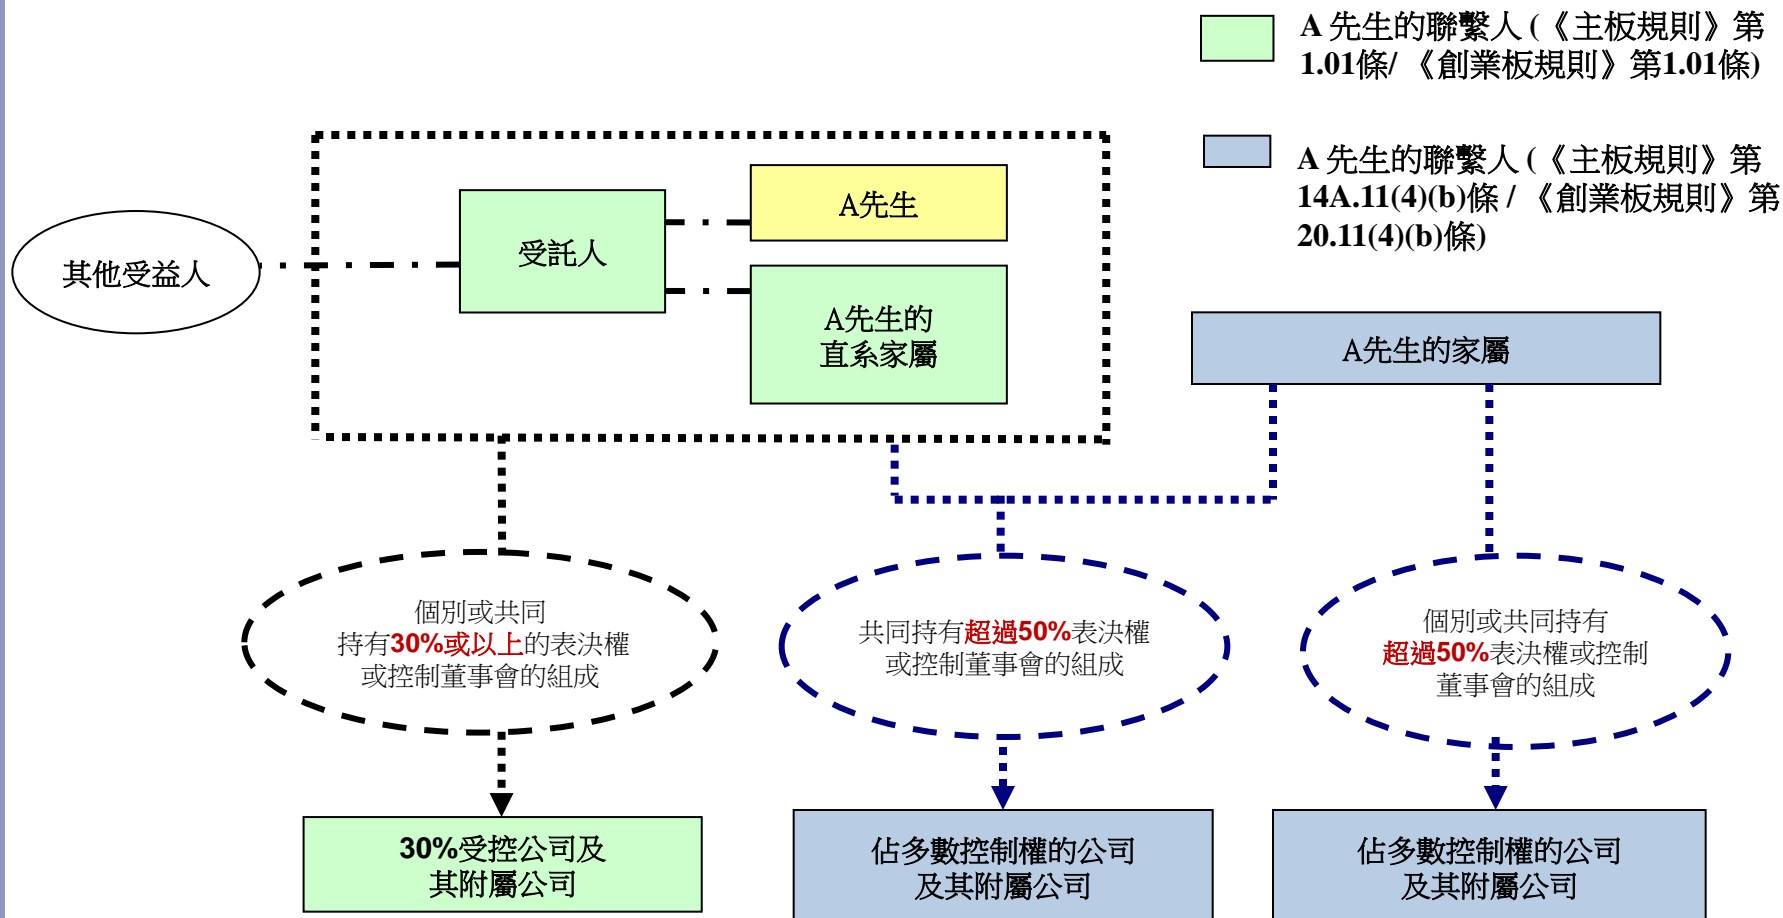 A 先生的聯繫人 (《主板規則》第
1.01條/ 《創業板規則》第1.01條)
A 先生的聯繫人 (《主板規則》第
14A.11(4)(b)條 / 《創業板規則》第
20.11(4)(b)條)
其他受益人
受託人
A先生
A先生的
直系家屬
A先生的家屬
個別或共同
持有30%或以上的表決權
或控制董事會的組成
共同持有超過50%表決權
或控制董事會的組成
個別或共同持有
超過50%表決權或控制
董事會的組成
30%受控公司及
其附屬公司
佔多數控制權的公司
及其附屬公司
佔多數控制權的公司
及其附屬公司